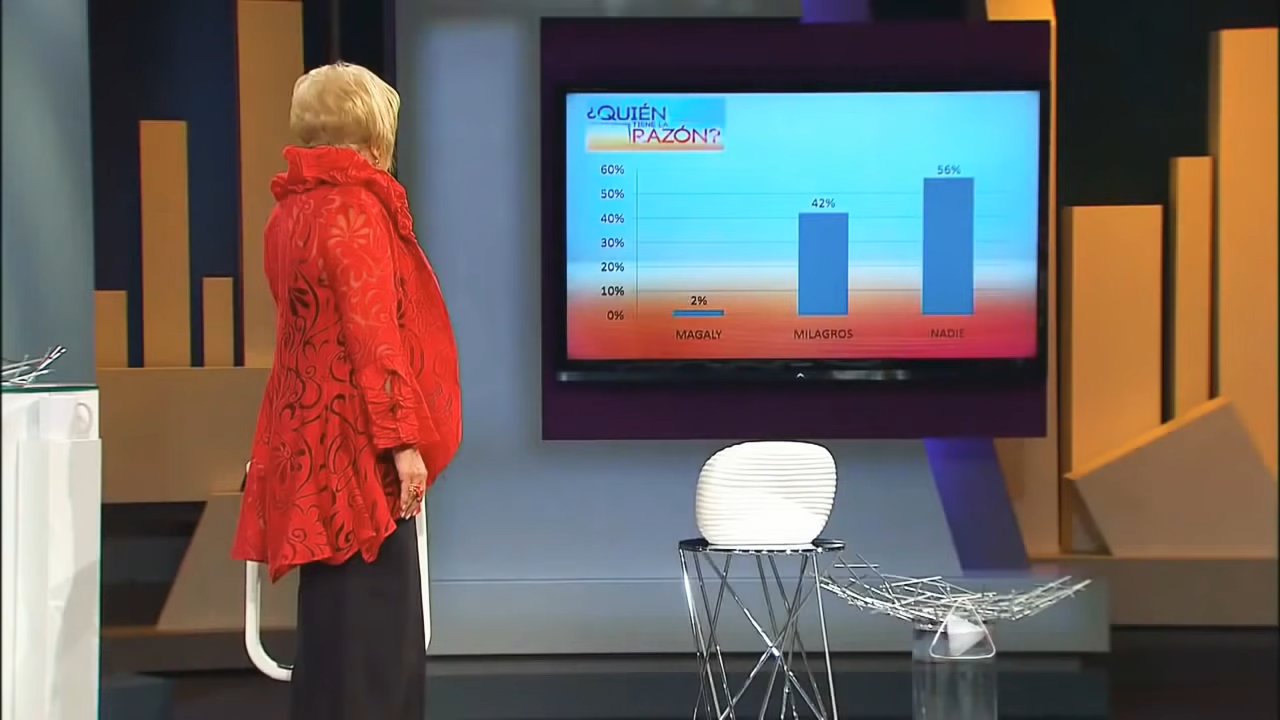 ¿QUIÉN
TIENE LA
RAZÓN?
60%
50%
40%
30%
20%
10%
0%
2%
42%
56%
MAGALY
MILAGROS
NADIE